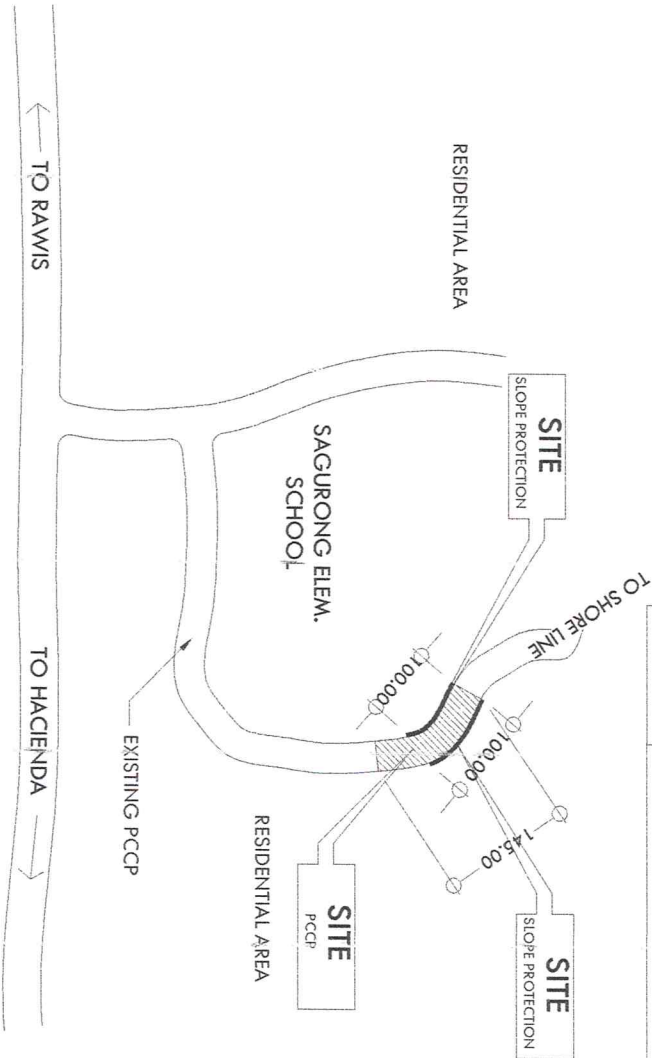 TO SHORE LINE
SITE
SLOPE PROTECTION
SITE
SLOPE PROTECTION
100.00
100.00
145.00
RESIDENTIAL AREA
SAGURONG ELEM.
SCHOOL
SITE
PCCP
RESIDENTIAL AREA
EXISTING PCCP
TO RAWIS
TO HACIENDA